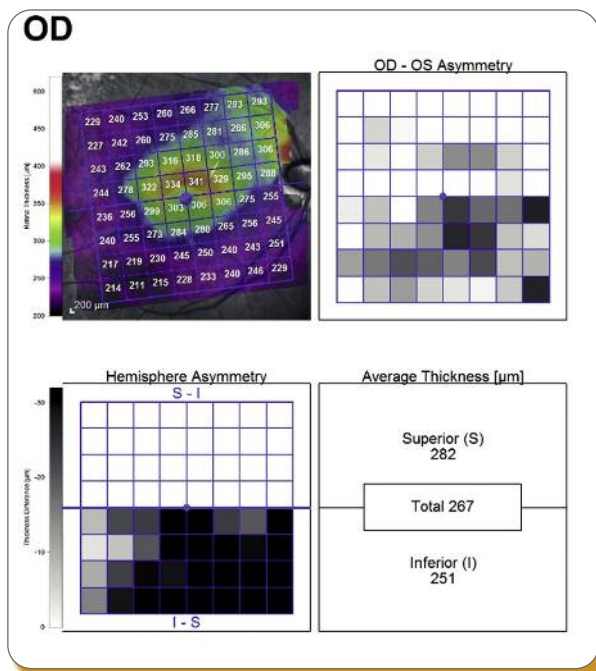 OD
OD - OS Asymmetry
500
450
400
350
300
250
200
Retina Thickness [µm]
229 240 253 260 266 277 293 293
227 242 260 275 285 281 286 306
243 262 293 316 318 300 286 306
244 278 322 334 341 329 295 288
236 256 299 303 306 306 275 255
240 255 273 284 280 265 256 245
217 219 230 245 250 240 243 251
214 211 215 228 233 240 246 229
200 µm
Hemisphere Asymmetry
Average Thickness [µm]
S - I
-30
-20
-10
0
Thickness Difference [µm]
I - S
Superior (S)
282
Total 267
Inferior (I)
251